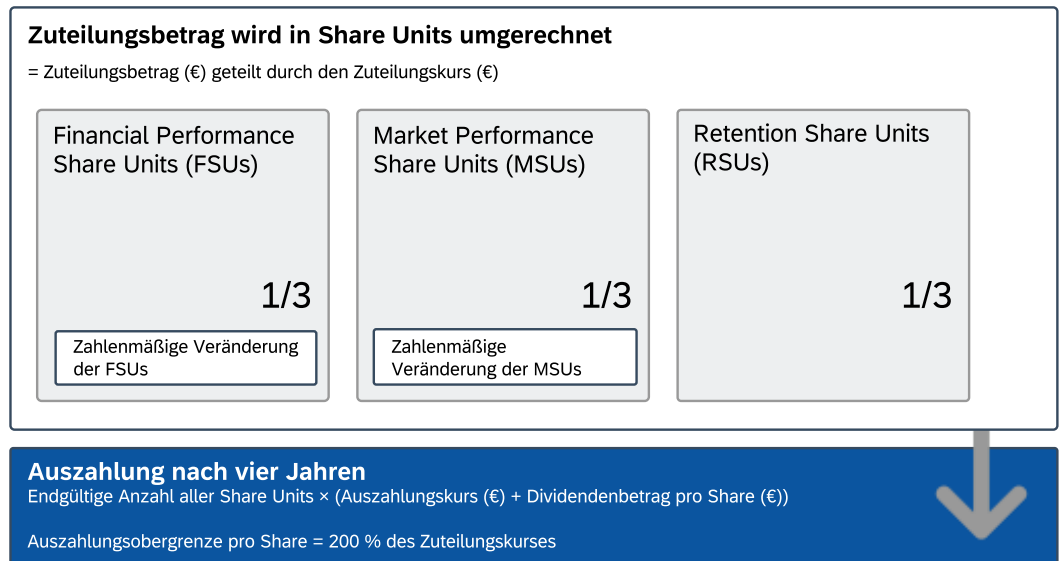 Zuteilungsbetrag wird in Share Units umgerechnet
= Zuteilungsbetrag (€) geteilt durch den Zuteilungskurs (€)
Financial Performance
Share Units (FSUs)
1/3
Zahlenmäßige Veränderung
der FSUs
Market Performance
Share Units (MSUs)
1/3
Zahlenmäßige
Veränderung der MSUs
Retention Share Units
(RSUs)
1/3
Auszahlung nach vier Jahren
Endgültige Anzahl aller Share Units × (Auszahlungskurs (€) + Dividendenbetrag pro Share (€))
Auszahlungsobergrenze pro Share = 200 % des Zuteilungskurses